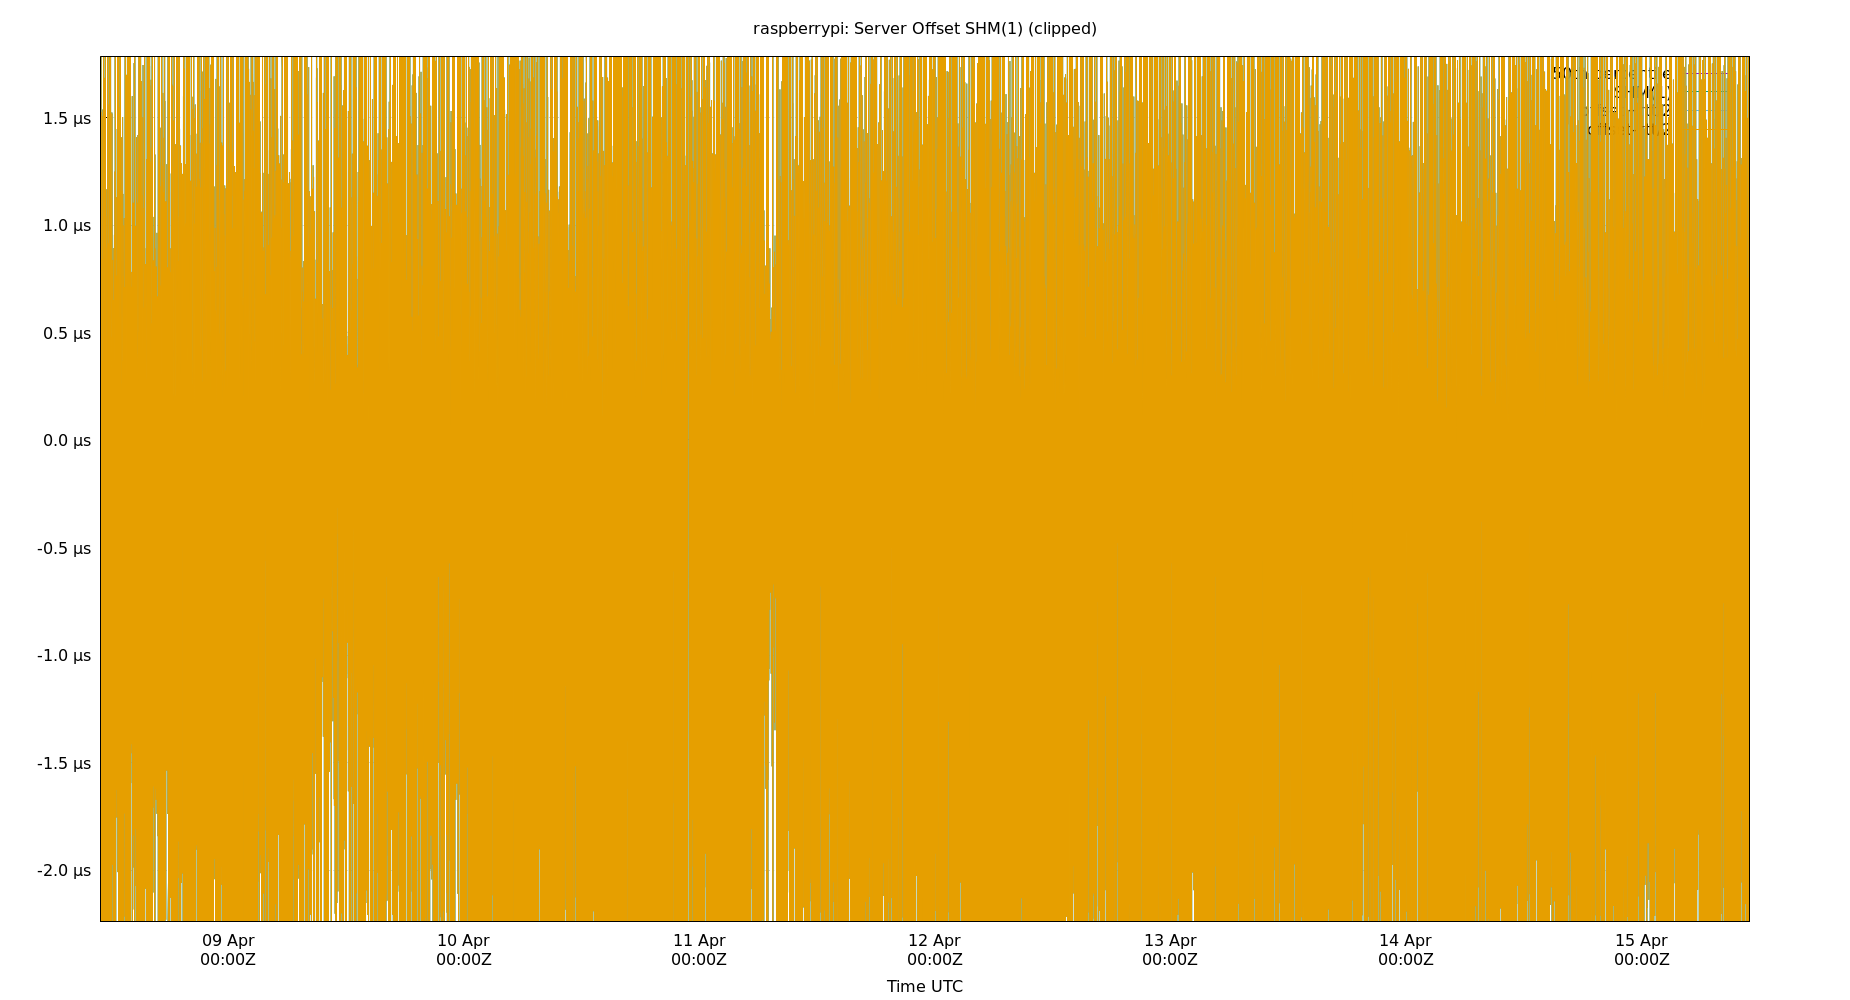 raspberrypi: Server Offset SHM(1) (clipped)
1.5 µs
1.0 µs
0.5 µs
0.0 µs
-0.5 µs
-1.0 µs
-1.5 µs
-2.0 µs
09 Apr 10 Apr 11 Apr 12 Apr 13 Apr 14 Apr 15 Apr
00:00Z 00:00Z 00:00Z 00:00Z 00:00Z 00:00Z 00:00Z
Time UTC